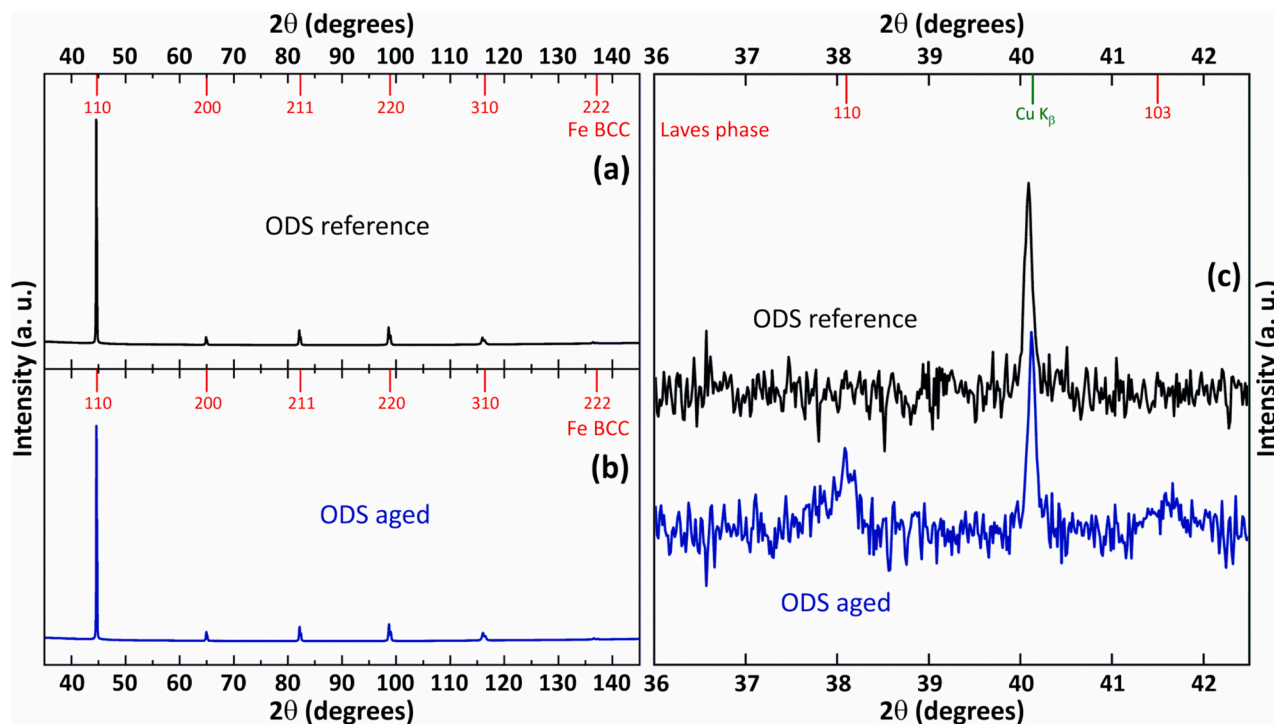 2θ (degrees)
40 50 60 70 80 90 100 110 120 130 140
110 200 211 220 310 222
Fe BCC
(a)
ODS reference
110 200 211 220 310 222
Fe BCC
(b)
ODS aged
40 50 60 70 80 90 100 110 120 130 140
2θ (degrees)
Intensity (a. u.)
2θ (degrees)
36 37 38 39 40 41 42
110 Cu Kβ 103
Laves phase
(c)
ODS reference
ODS aged
36 37 38 39 40 41 42
2θ (degrees)
Intensity (a. u.)